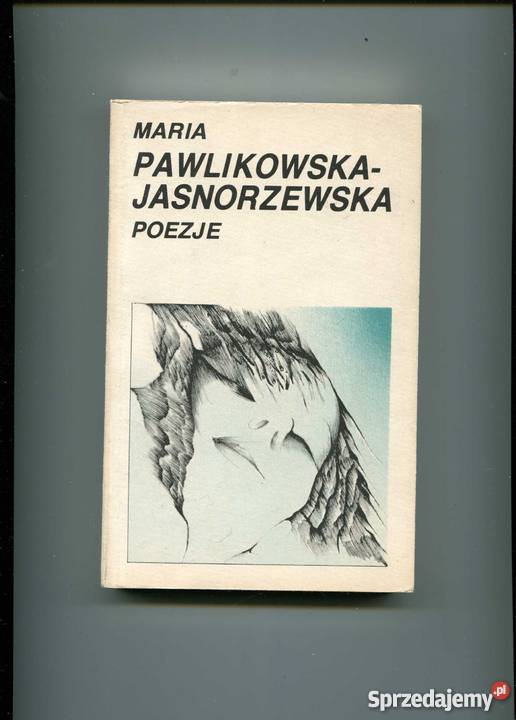 MARIA
PAWLIKOWSKA-
JASNORZEWSKA
POEZJE
Sprzedajemy.pl